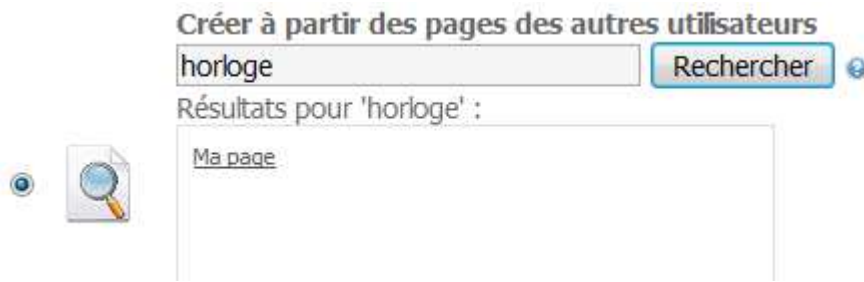 Créer à partir des pages des autres utilisateurs
horloge Rechercher ?
Résultats pour 'horloge' :
Ma page